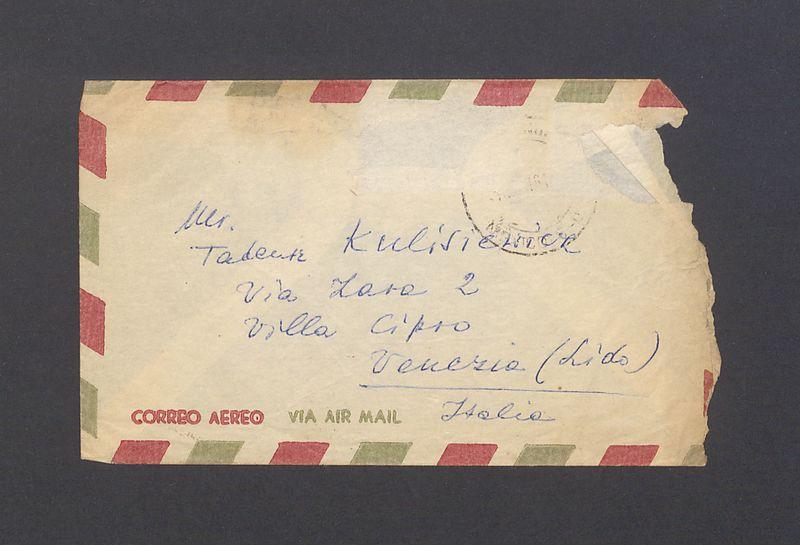 Mr.
Tadeusz Kulisiewicz
Via Zara 2
Villa Cipro
Venezia (Lido)
Italia
CORREO AEREO VIA AIR MAIL